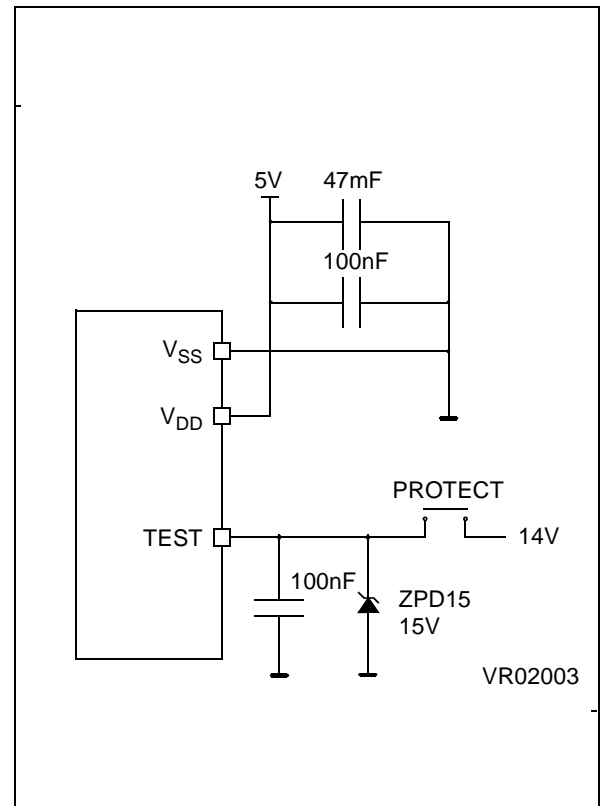 5V 47mF
100nF
VSS
VDD
PROTECT
TEST 14V
100nF ZPD15
15V
VR02003